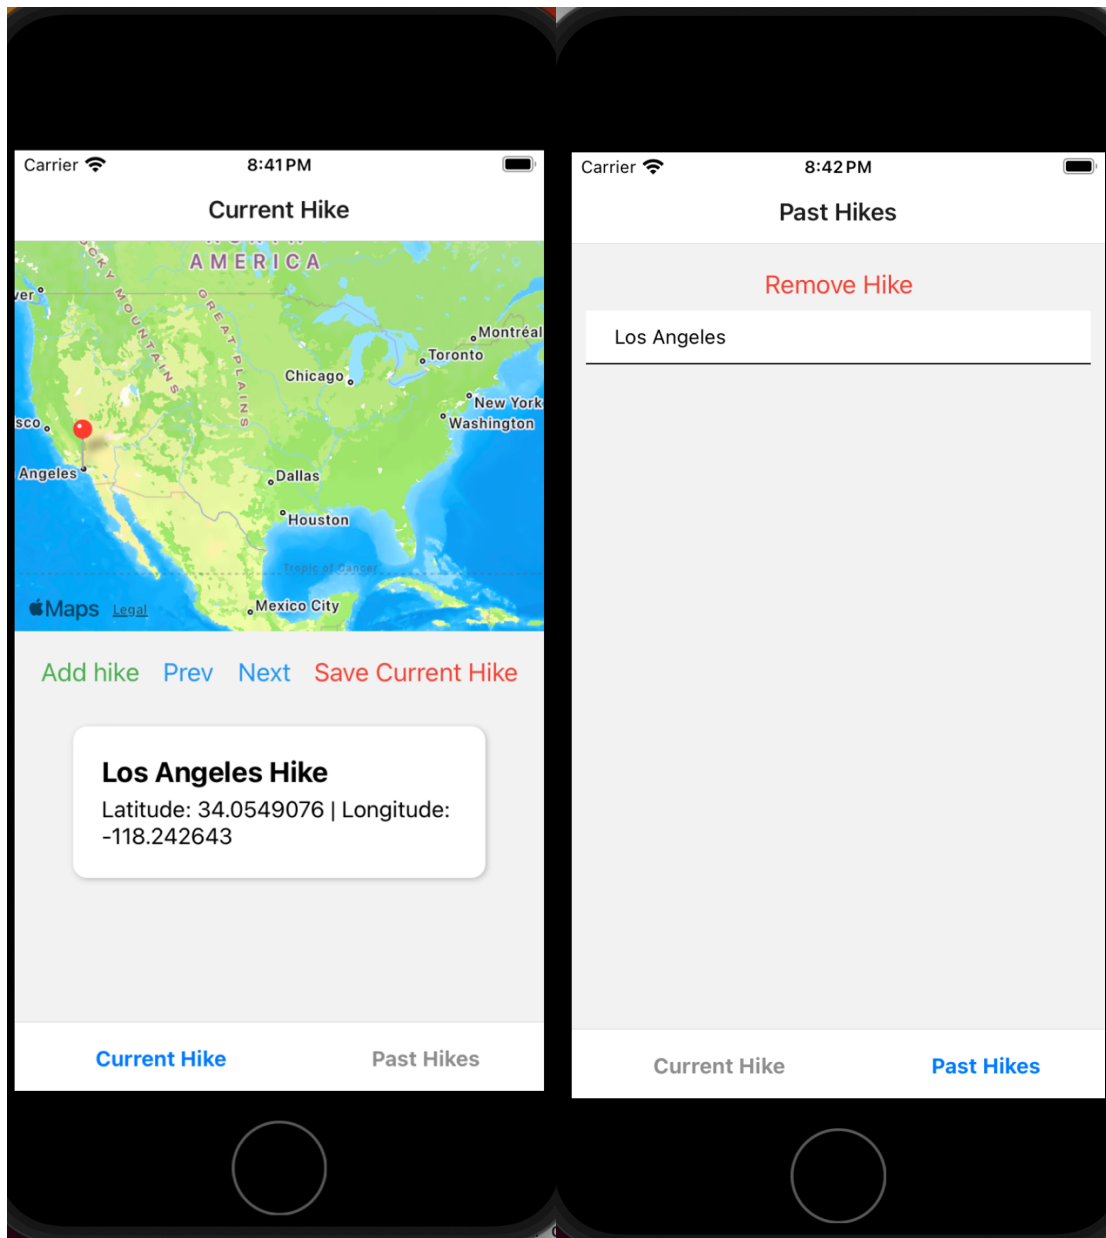 Carrier 8:41 PM
Current Hike
AMERICA
ROCKY MOUNTAINS
GREAT PLAINS
Montréal
Toronto
Chicago
New York
Washington
Angeles
Dallas
Houston
Tropic of Cancer
Mexico City
Maps Legal
Add hike Prev Next Save Current Hike
Los Angeles Hike
Latitude: 34.0549076 | Longitude:
-118.242643
Current Hike Past Hikes
Carrier 8:42 PM
Past Hikes
Remove Hike
Los Angeles
Current Hike Past Hikes